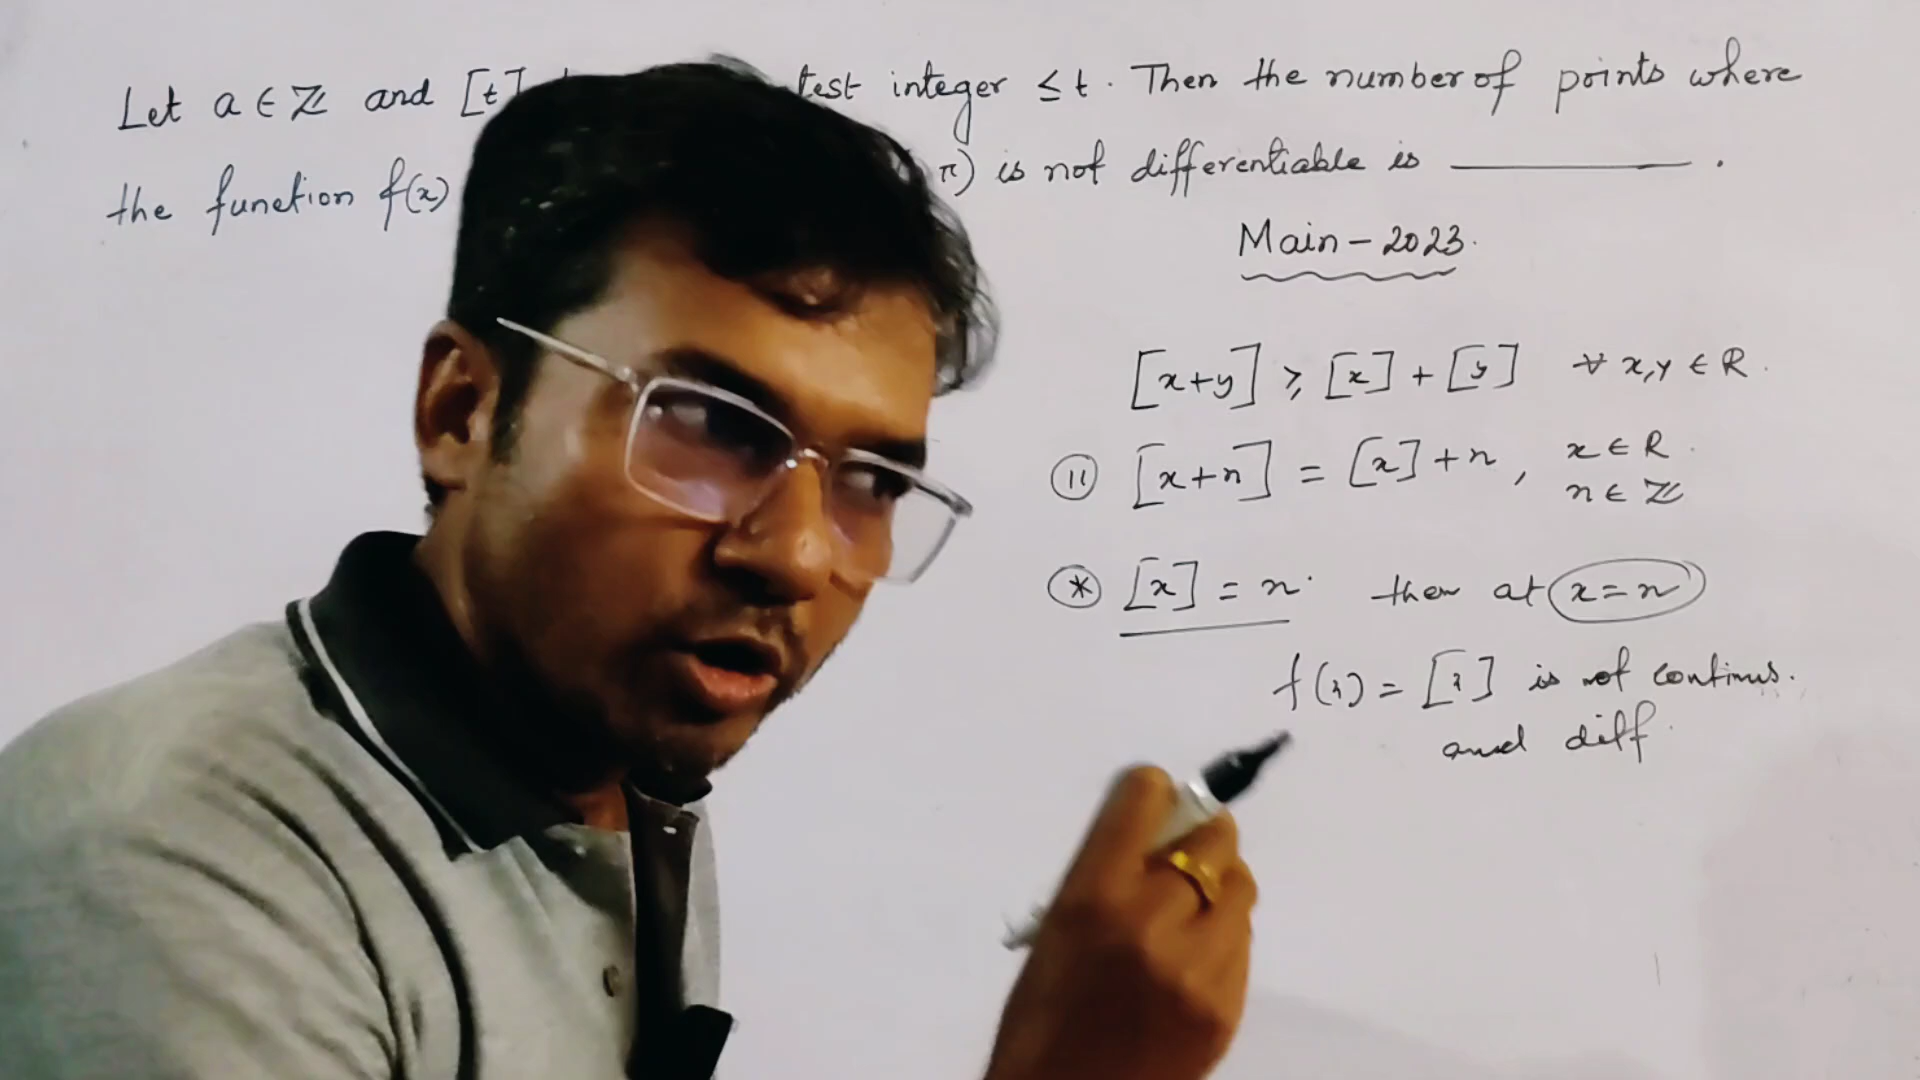 Let a ∈ ℤ and [t] test integer ≤ t. Then the number of points where
the function f(x) π) is not differentiable is ________ .
Main - 2023.
[x+y] ≥ [x] + [y] ∀ x,y ∈ R.
(ii) [x+n] = [x] + n, x ∈ R.
n ∈ ℤ
(*) [x] = n. then at x=n
f(x) = [x] is not continus.
and diff.